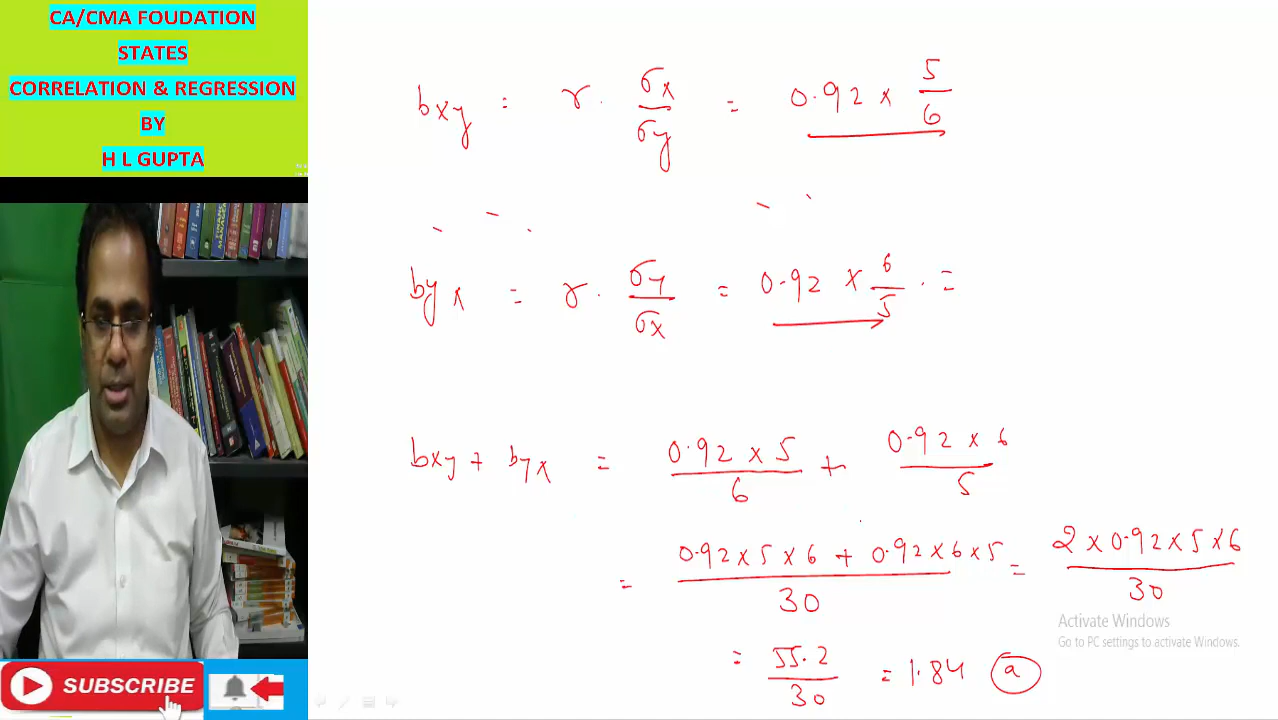 CA/CMA FOUDATION
STATES
CORRELATION & REGRESSION
BY
H L GUPTA
bxy = r. σx/σy = 0.92 × 5/6
byx = r. σy/σx = 0.92 × 6/5 . =
bxy + byx = 0.92 × 5/6 + 0.92 × 6/5
= 0.92 × 5 × 6 + 0.92 × 6 × 5/30 = 2 × 0.92 × 5 × 6/30
= 55.2/30 = 1.84 (a)
Activate Windows
Go to PC settings to activate Windows.
SUBSCRIBE